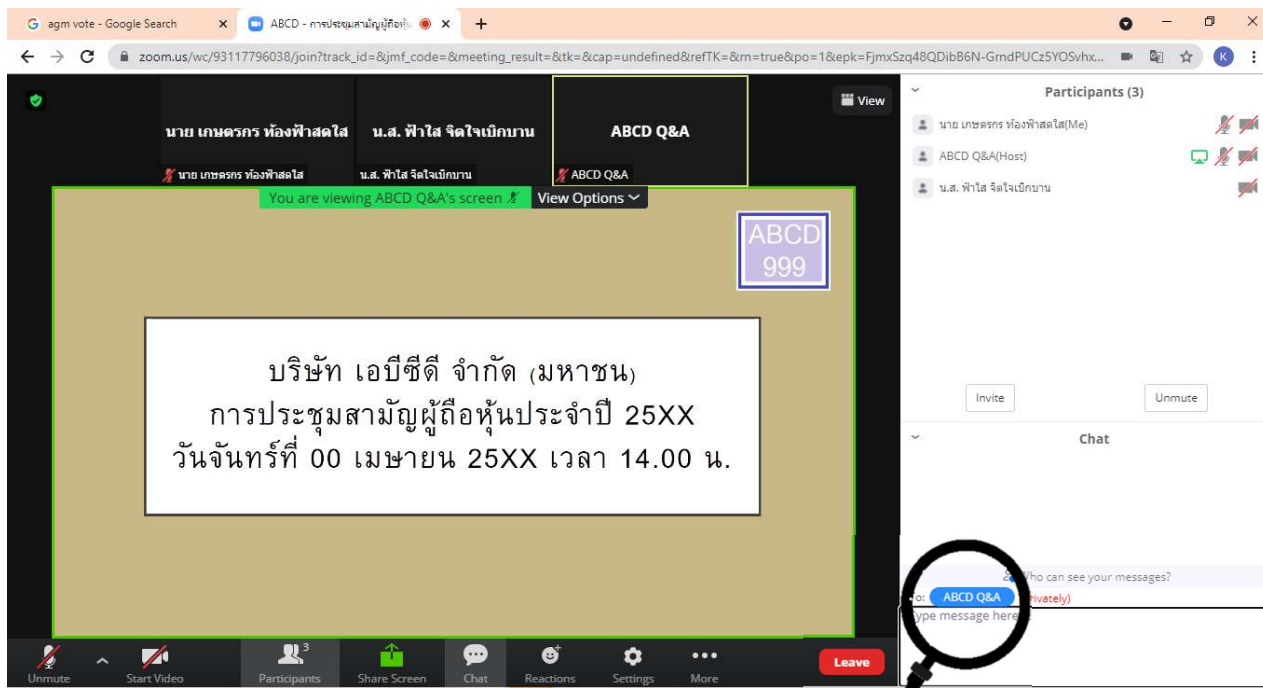 agm vote - Google Search
ABCD - การประชุมสามัญผู้ถือหุ้น
zoom.us/wc/93117796038/join?track_id=&jmf_code=&meeting_result=&tk=&cap=undefined&refTK=&rn=true&po=1&epk=FjmxSzq48QDibB6N-GrndPUCz5YOSvhx...
K
View
นาย เกษตรกร ท้องฟ้าสดใส
น.ส. ฟ้าใส จิตใจเบิกบาน
ABCD Q&A
นาย เกษตรกร ท้องฟ้าสดใส
น.ส. ฟ้าใส จิตใจเบิกบาน
ABCD Q&A
You are viewing ABCD Q&A's screen
View Options
ABCD
999
บริษัท เอบีซีดี จำกัด (มหาชน)
การประชุมสามัญผู้ถือหุ้นประจำปี 25XX
วันจันทร์ที่ 00 เมษายน 25XX เวลา 14.00 น.
Unmute
Start Video
3
Participants
Share Screen
Chat
Reactions
Settings
More
Leave
Participants (3)
นาย เกษตรกร ท้องฟ้าสดใส(Me)
ABCD Q&A(Host)
น.ส. ฟ้าใส จิตใจเบิกบาน
Invite
Unmute
Chat
Who can see your messages?
To: ABCD Q&A (Privately)
Type message here